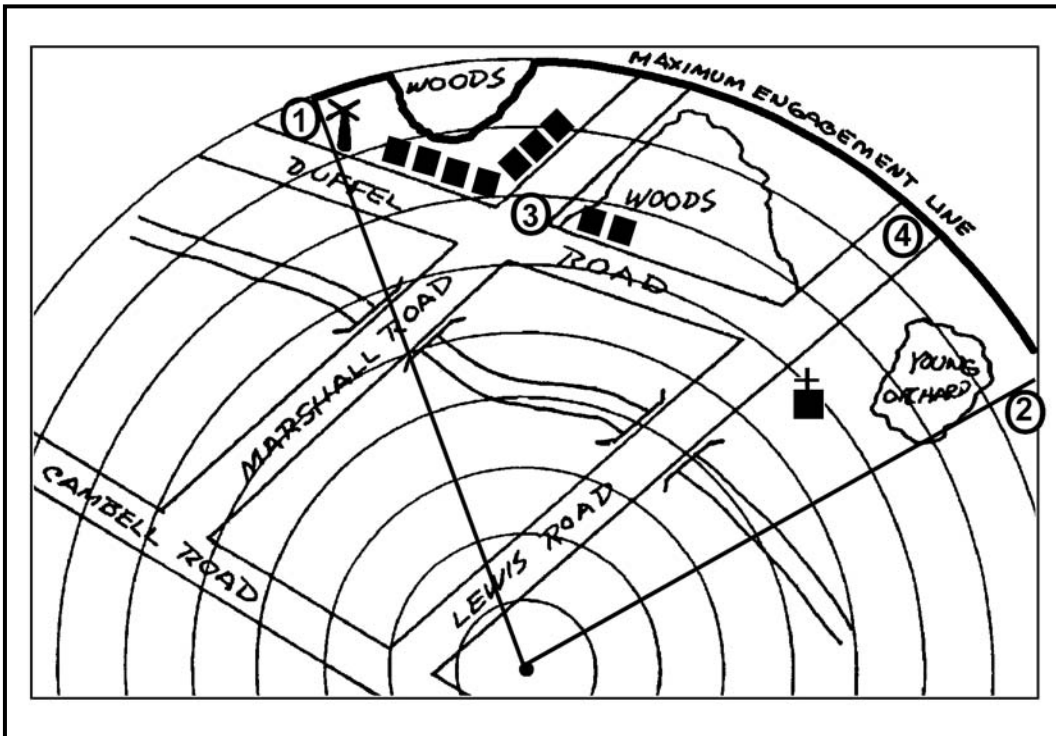 MAXIMUM ENGAGEMENT LINE
WOODS
1
DUFFEL
3
WOODS
4
ROAD
MARSHALL ROAD
YOUNG
ORCHARD
2
CAMBELL ROAD
LEWIS ROAD